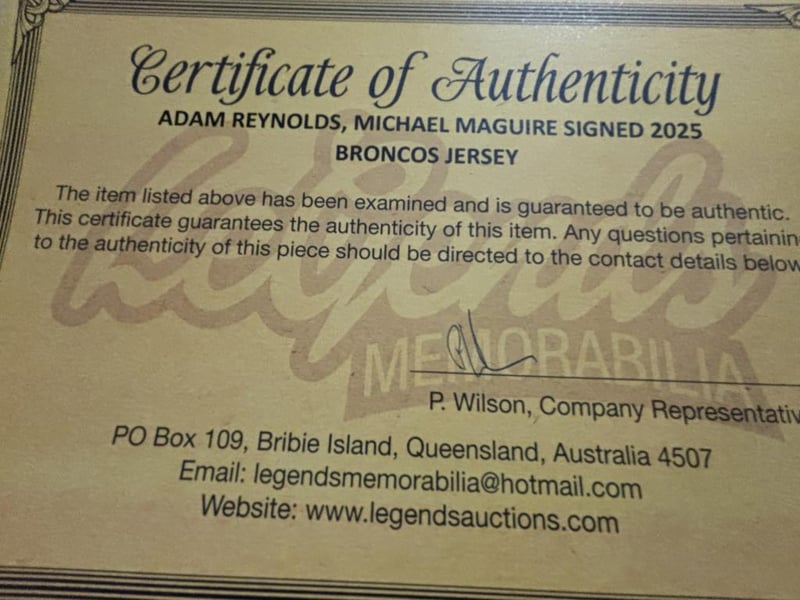 Certificate of Authenticity
ADAM REYNOLDS, MICHAEL MAGUIRE SIGNED 2025
BRONCOS JERSEY
The item listed above has been examined and is guaranteed to be authentic.
This certificate guarantees the authenticity of this item. Any questions pertainin
to the authenticity of this piece should be directed to the contact details below
Legends
MEMORABILIA
P. Wilson, Company Representativ
PO Box 109, Bribie Island, Queensland, Australia 4507
Email: legendsmemorabilia@hotmail.com
Website: www.legendsauctions.com